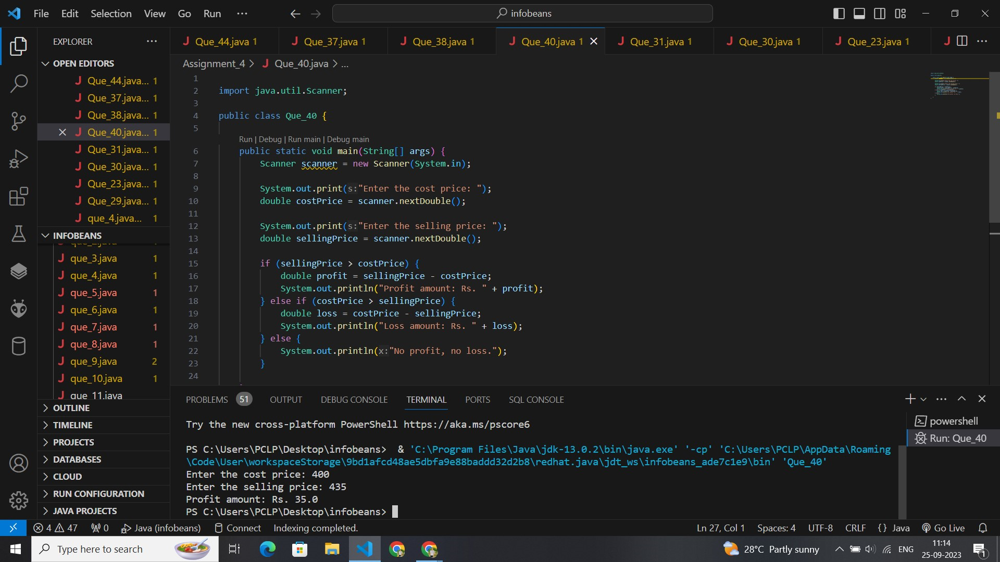 File Edit Selection View Go Run ··· infobeans
EXPLORER ···
Que_44.java 1 Que_37.java 1 Que_38.java 1 Que_40.java 1 Que_31.java 1 Que_30.java 1 Que_23.java 1
OPEN EDITORS
Que_44.java... 1
Que_37.java... 1
Que_38.java... 1
Que_40.java... 1
Que_31.java... 1
Que_30.java... 1
Que_23.java... 1
Que_29.java... 1
que_4.java... 1
INFOBEANS
que_3.java 1
que_4.java 1
que_5.java 1
que_6.java 1
que_7.java 1
que_8.java 1
que_9.java 2
que_10.java 1
que_11.java
OUTLINE
TIMELINE
PROJECTS
DATABASES
CLOUD
RUN CONFIGURATION
JAVA PROJECTS
Assignment_4 > Que_40.java > ...
1
2 import java.util.Scanner;
3
4 public class Que_40 {
5
Run | Debug | Run main | Debug main
6 public static void main(String[] args) {
7 Scanner scanner = new Scanner(System.in);
8
9 System.out.print(s:"Enter the cost price: ");
10 double costPrice = scanner.nextDouble();
11
12 System.out.print(s:"Enter the selling price: ");
13 double sellingPrice = scanner.nextDouble();
14
15 if (sellingPrice > costPrice) {
16 double profit = sellingPrice - costPrice;
17 System.out.println("Profit amount: Rs. " + profit);
18 } else if (costPrice > sellingPrice) {
19 double loss = costPrice - sellingPrice;
20 System.out.println("Loss amount: Rs. " + loss);
21 } else {
22 System.out.println(x:"No profit, no loss.");
23 }
24
PROBLEMS 51 OUTPUT DEBUG CONSOLE TERMINAL PORTS SQL CONSOLE
Try the new cross-platform PowerShell https://aka.ms/pscore6
PS C:\Users\PCLP\Desktop\infobeans>  & 'C:\Program Files\Java\jdk-13.0.2\bin\java.exe' '-cp' 'C:\Users\PCLP\AppData\Roaming
\Code\User\workspaceStorage\9bd1afcd48ae5dbfa9e88baddd32d2b8\redhat.java\jdt_ws\infobeans_ade7c1e9\bin' 'Que_40'
Enter the cost price: 400
Enter the selling price: 435
Profit amount: Rs. 35.0
PS C:\Users\PCLP\Desktop\infobeans>
powershell
Run: Que_40
4 47 0 Java (infobeans) Connect Indexing completed. Ln 27, Col 1 Spaces: 4 UTF-8 CRLF {} Java Go Live
Type here to search 28°C Partly sunny ENG 11:14
25-09-2023
1